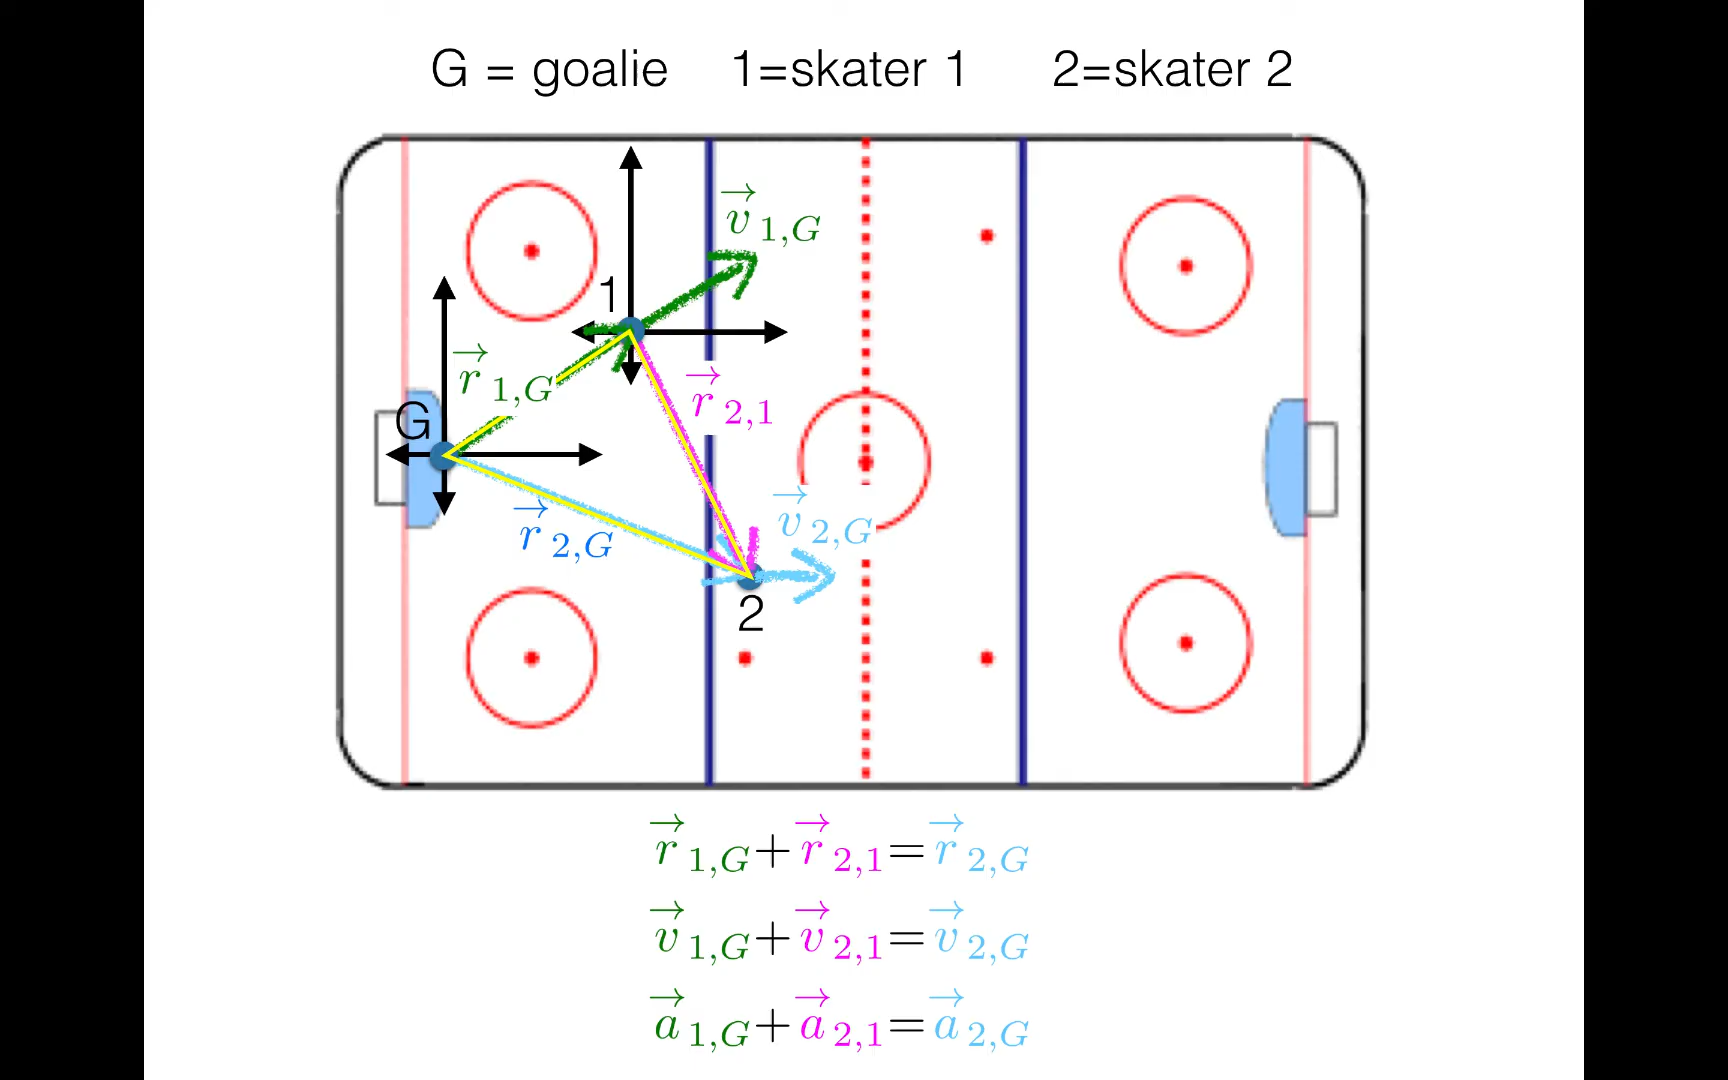 G = goalie 1=skater 1 2=skater 2
v⃗ 1,G
1
r⃗ 1,G
r⃗ 2,1
G
v⃗ 2,G
r⃗ 2,G
2
r⃗ 1,G + r⃗ 2,1 = r⃗ 2,G
v⃗ 1,G + v⃗ 2,1 = v⃗ 2,G
a⃗ 1,G + a⃗ 2,1 = a⃗ 2,G